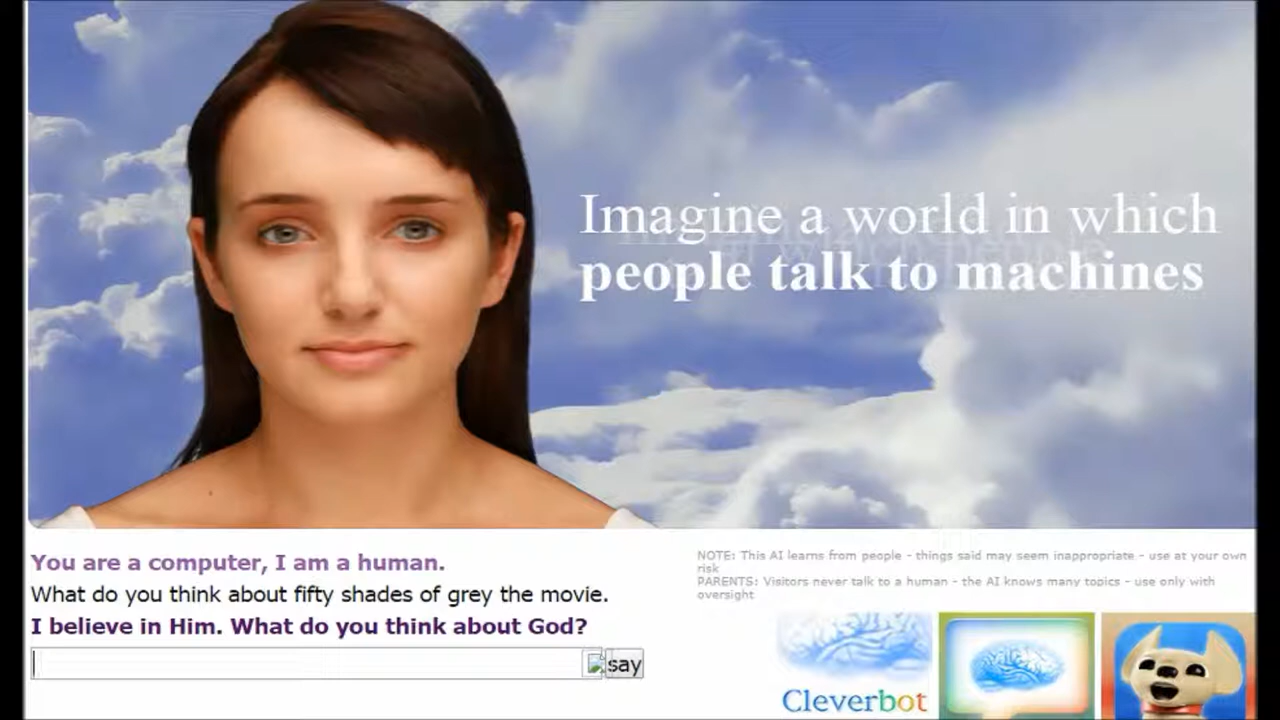 Imagine a world in which
people talk to machines
You are a computer, I am a human.
What do you think about fifty shades of grey the movie.
I believe in Him. What do you think about God?
say
NOTE: This AI learns from people - things said may seem inappropriate - use at your own
risk
PARENTS: Visitors never talk to a human - the AI knows many topics - use only with
oversight
Cleverbot